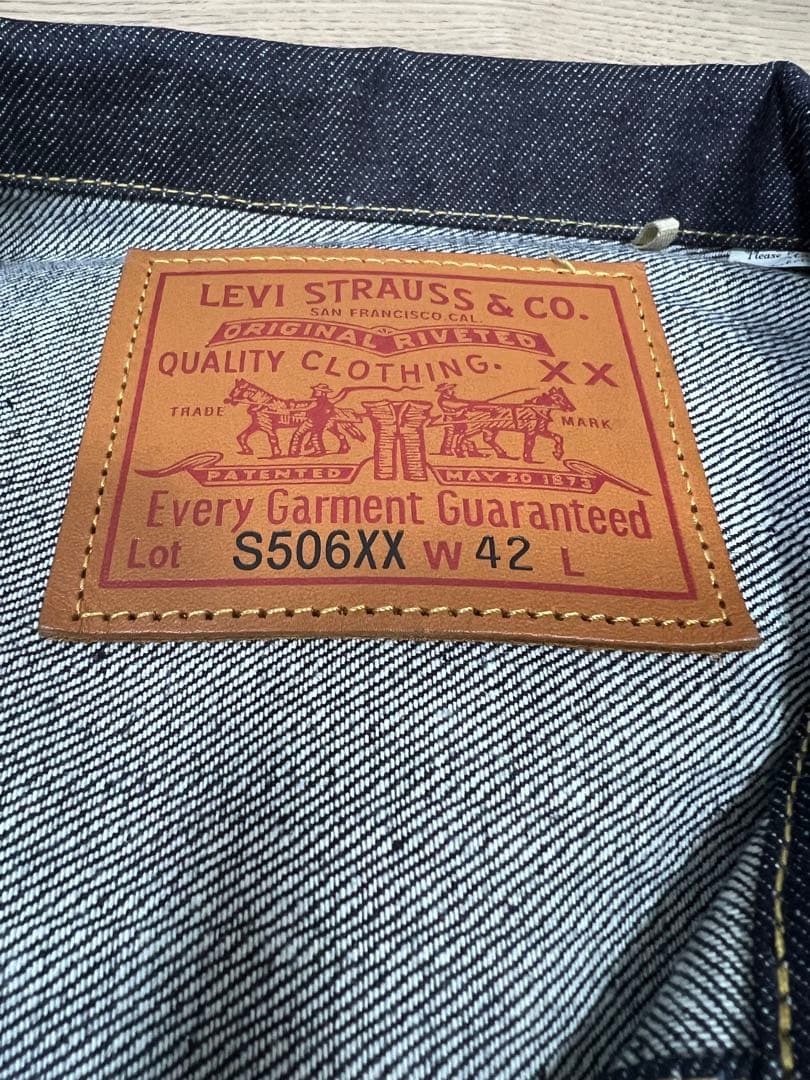 LEVI STRAUSS & CO.
SAN FRANCISCO, CAL.
ORIGINAL RIVETED
QUALITY CLOTHING. XX
TRADE MARK
PATENTED MAY 20 1873
Every Garment Guaranteed
Lot S506XX W 42 L
Please